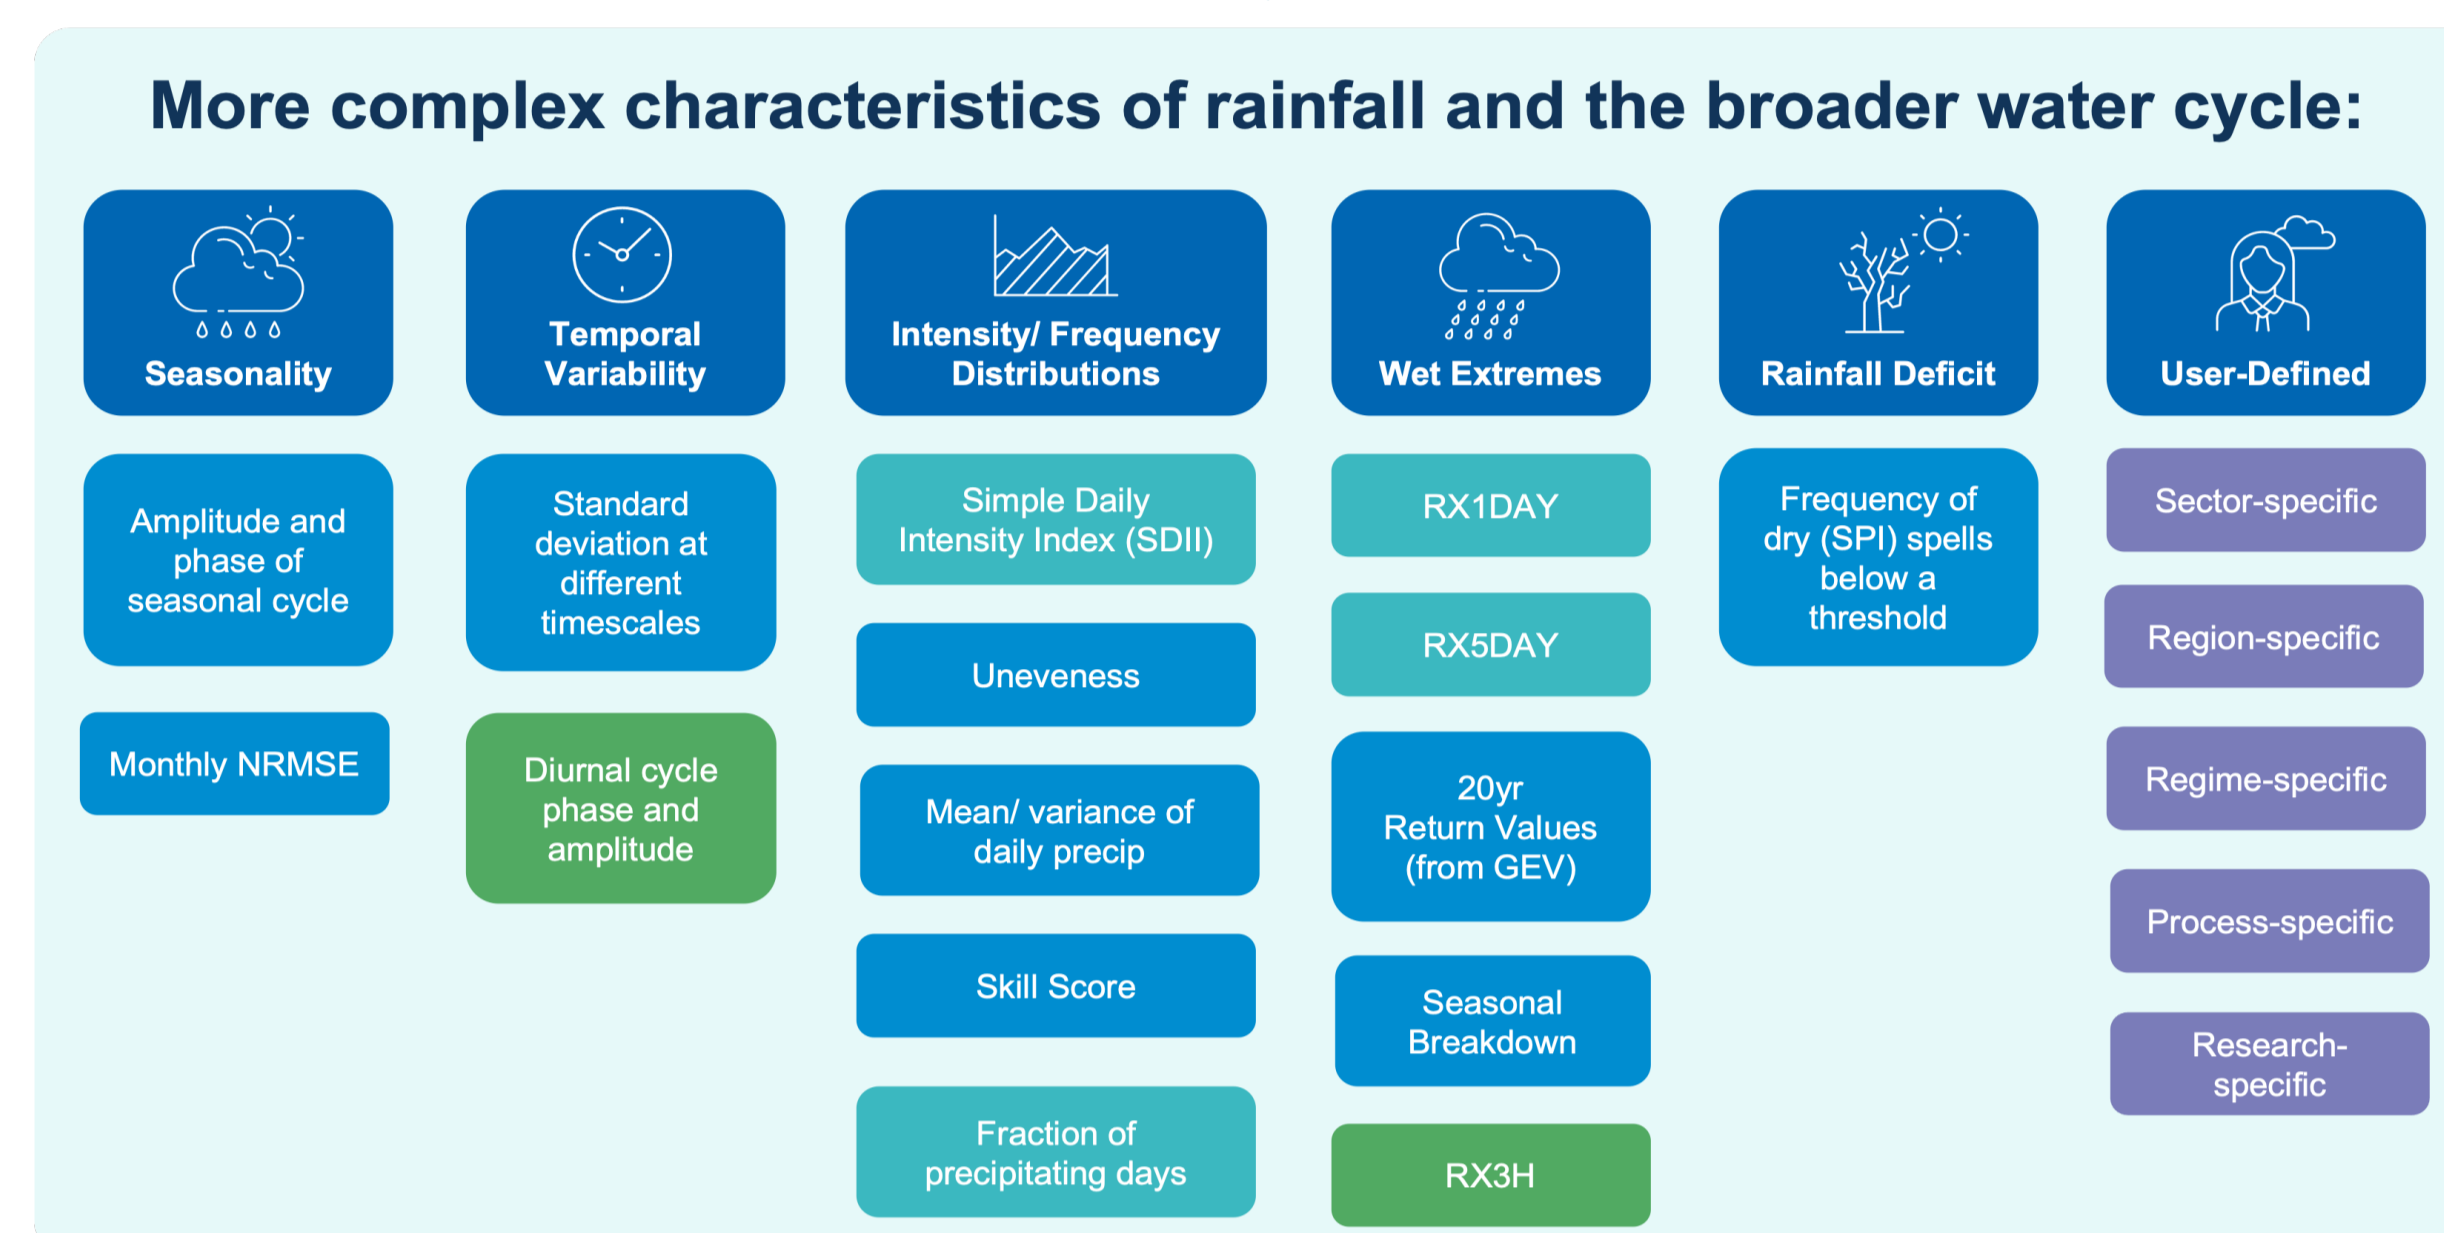 More complex characteristics of rainfall and the broader water cycle:
Seasonality
Amplitude and
phase of
seasonal cycle
Monthly NRMSE
Temporal
Variability
Standard
deviation at
different
timescales
Diurnal cycle
phase and
amplitude
Intensity/ Frequency
Distributions
Simple Daily
Intensity Index (SDII)
Uneveness
Mean/ variance of
daily precip
Skill Score
Fraction of
precipitating days
Wet Extremes
RX1DAY
RX5DAY
20yr
Return Values
(from GEV)
Seasonal
Breakdown
RX3H
Rainfall Deficit
Frequency of
dry (SPI) spells
below a
threshold
User-Defined
Sector-specific
Region-specific
Regime-specific
Process-specific
Research-
specific